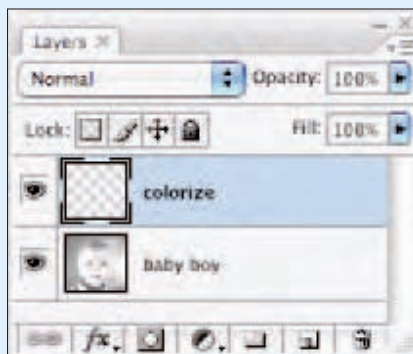 Layers
Normal Opacity: 100%
Lock: Fill: 100%
colorize
baby boy
fx